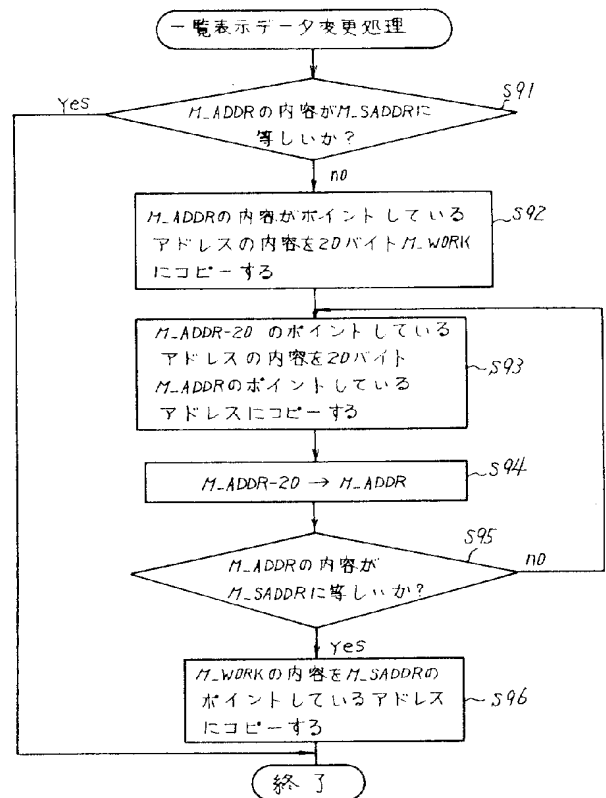 一覧表示データ変更処理
S91
Yes
M_ADDRの内容がM_SADDRに
等しいか?
no
S92
M_ADDRの内容がポイントしている
アドレスの内容を20バイトM_WORK
にコピーする
M_ADDR-20 のポイントしている
アドレスの内容を20バイト
M_ADDRのポイントしている
アドレスにコピーする
S93
S94
M_ADDR-20 → M_ADDR
S95
M_ADDRの内容が
M_SADDRに等しいか?
no
Yes
M_WORKの内容をM_SADDRの
ポイントしているアドレス
にコピーする
S96
終了